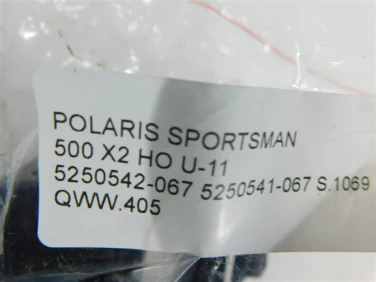 POLARIS SPORTSMAN
500 X2 HO U-11
5250542-067 5250541-067 S.1069
QWW.405